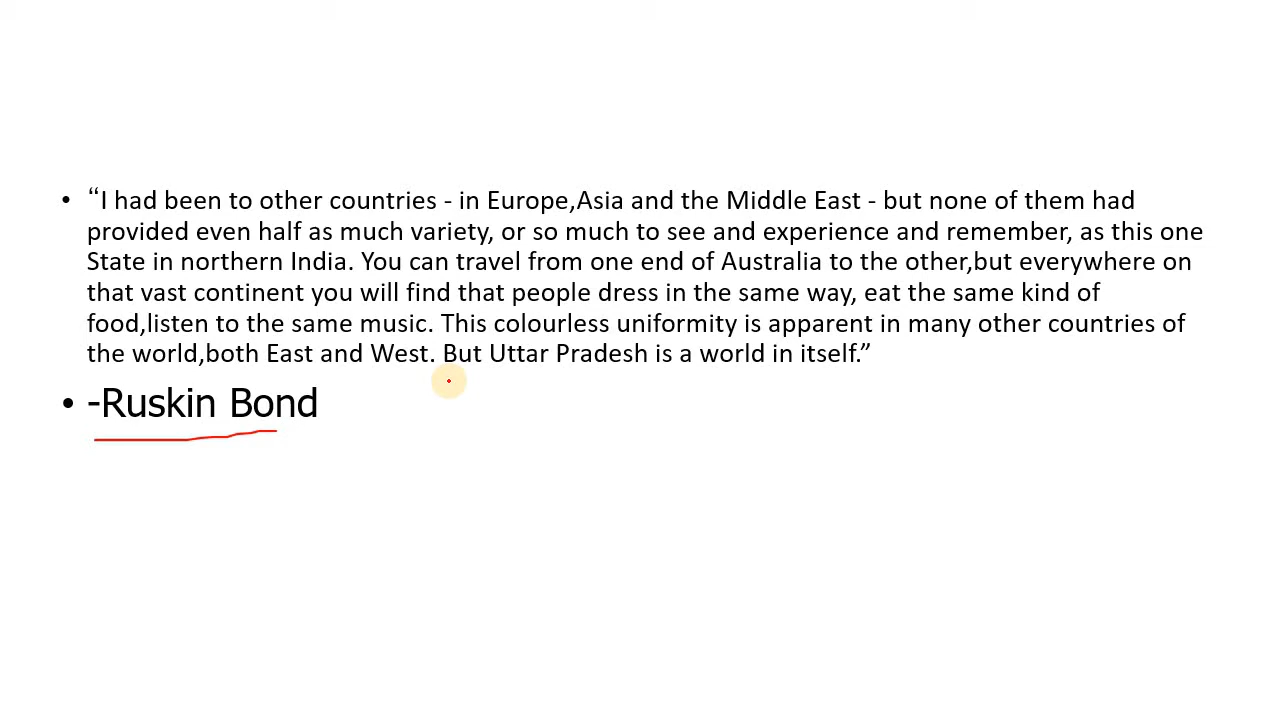 • “I had been to other countries - in Europe,Asia and the Middle East - but none of them had
provided even half as much variety, or so much to see and experience and remember, as this one
State in northern India. You can travel from one end of Australia to the other,but everywhere on
that vast continent you will find that people dress in the same way, eat the same kind of
food,listen to the same music. This colourless uniformity is apparent in many other countries of
the world,both East and West. But Uttar Pradesh is a world in itself.”
• -Ruskin Bond